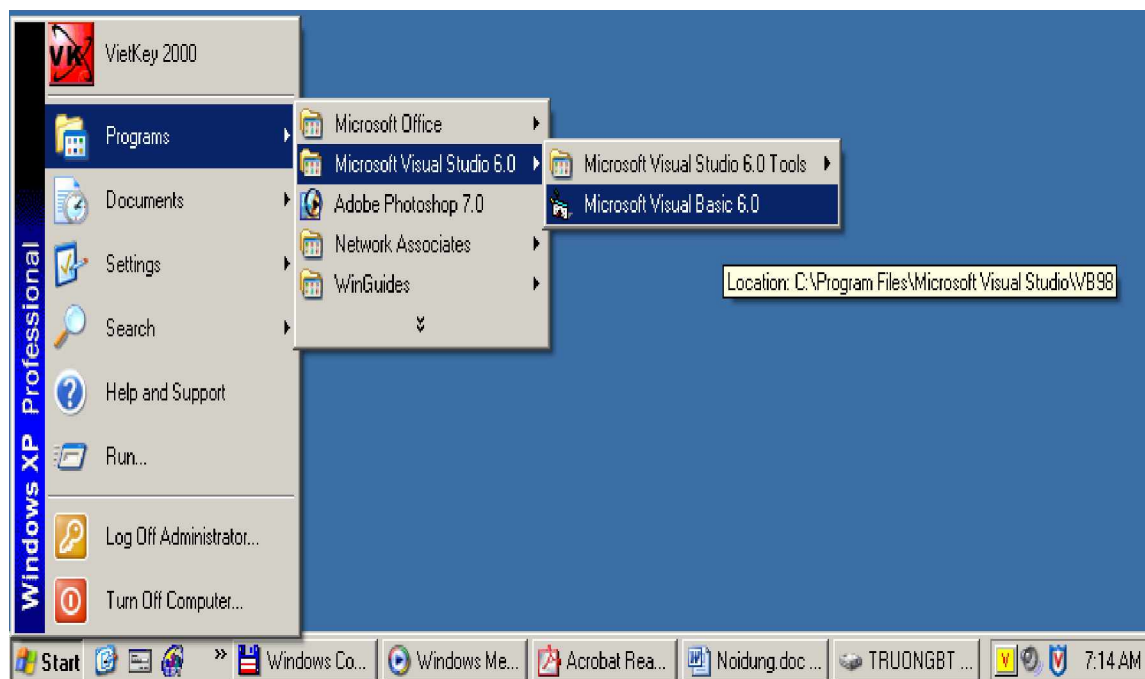 VK VietKey 2000
Programs
Documents
Settings
Search
Help and Support
Run...
Log Off Administrator...
Turn Off Computer...
Windows XP Professional
Microsoft Office
Microsoft Visual Studio 6.0
Adobe Photoshop 7.0
Network Associates
WinGuides
Microsoft Visual Studio 6.0 Tools
Microsoft Visual Basic 6.0
Location: C:\Program Files\Microsoft Visual Studio\VB98
Start » Windows Co... Windows Me... Acrobat Rea... Noidung.doc ... TRUONGBT ... V V 7:14 AM